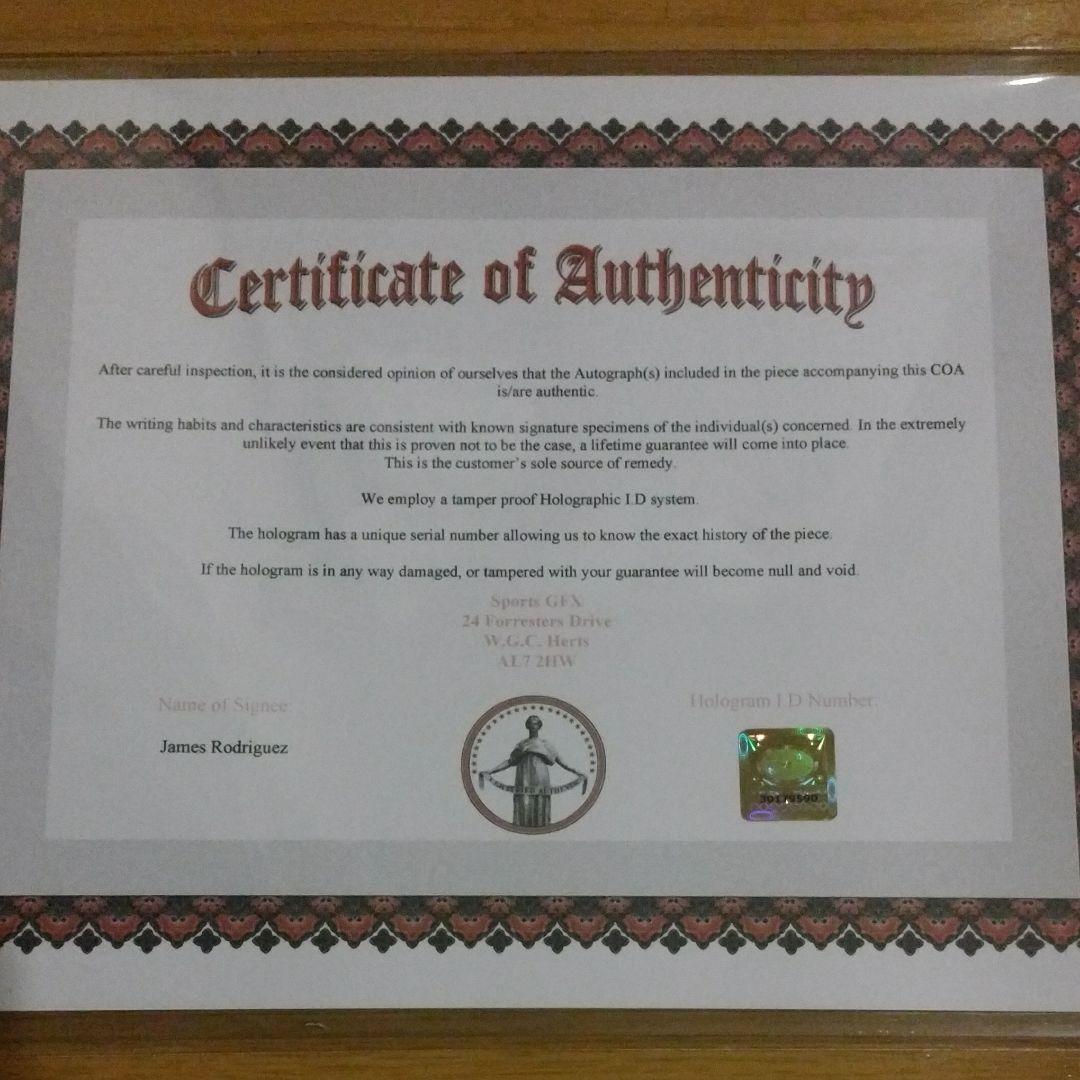 Certificate of Authenticity
After careful inspection, it is the considered opinion of ourselves that the Autograph(s) included in the piece accompanying this COA
is/are authentic.
The writing habits and characteristics are consistent with known signature specimens of the individual(s) concerned. In the extremely
unlikely event that this is proven not to be the case, a lifetime guarantee will come into place.
This is the customer's sole source of remedy.
We employ a tamper proof Holographic I.D system.
The hologram has a unique serial number allowing us to know the exact history of the piece.
If the hologram is in any way damaged, or tampered with your guarantee will become null and void.
Sports GFX
24 Forresters Drive
W.G.C. Herts
AL7 2HW
Name of Signee:
Hologram I.D Number:
James Rodriguez